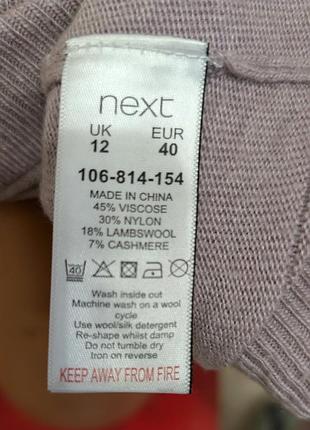 next
UK EUR
12 40
106-814-154
MADE IN CHINA
45% VISCOSE
30% NYLON
18% LAMBSWOOL
7% CASHMERE
40
Wash inside out
Machine wash on a wool
cycle
Use wool/silk detergent
Re-shape whilst damp
Do not tumble dry
Iron on reverse
KEEP AWAY FROM FIRE